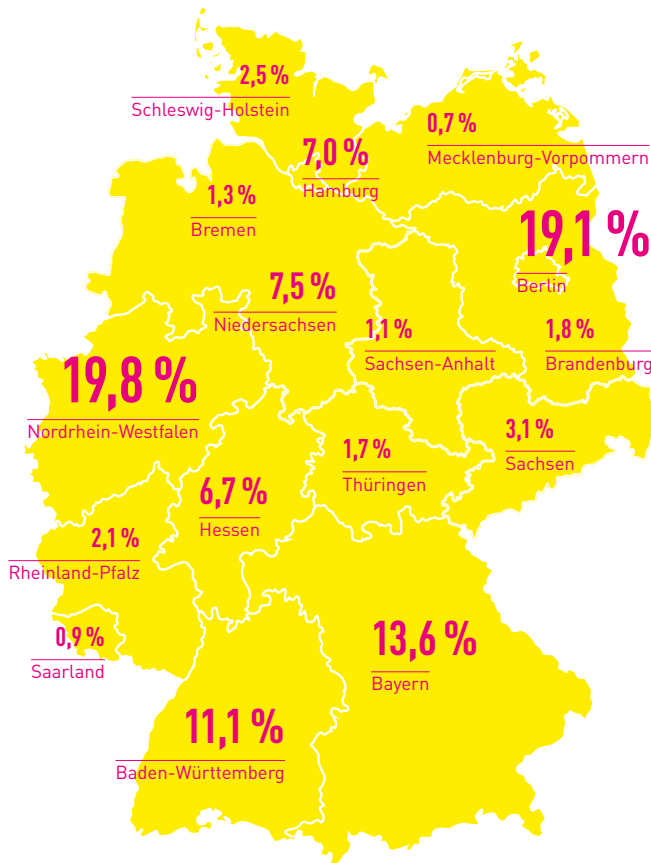 2,5 %
Schleswig-Holstein
0,7 %
Mecklenburg-Vorpommern
7,0 %
Hamburg
1,3 %
Bremen
19,1 %
Berlin
7,5 %
Niedersachsen
1,1 %
Sachsen-Anhalt
1,8 %
Brandenburg
19,8 %
Nordrhein-Westfalen
3,1 %
Sachsen
1,7 %
Thüringen
6,7 %
Hessen
2,1 %
Rheinland-Pfalz
0,9 %
Saarland
13,6 %
Bayern
11,1 %
Baden-Württemberg